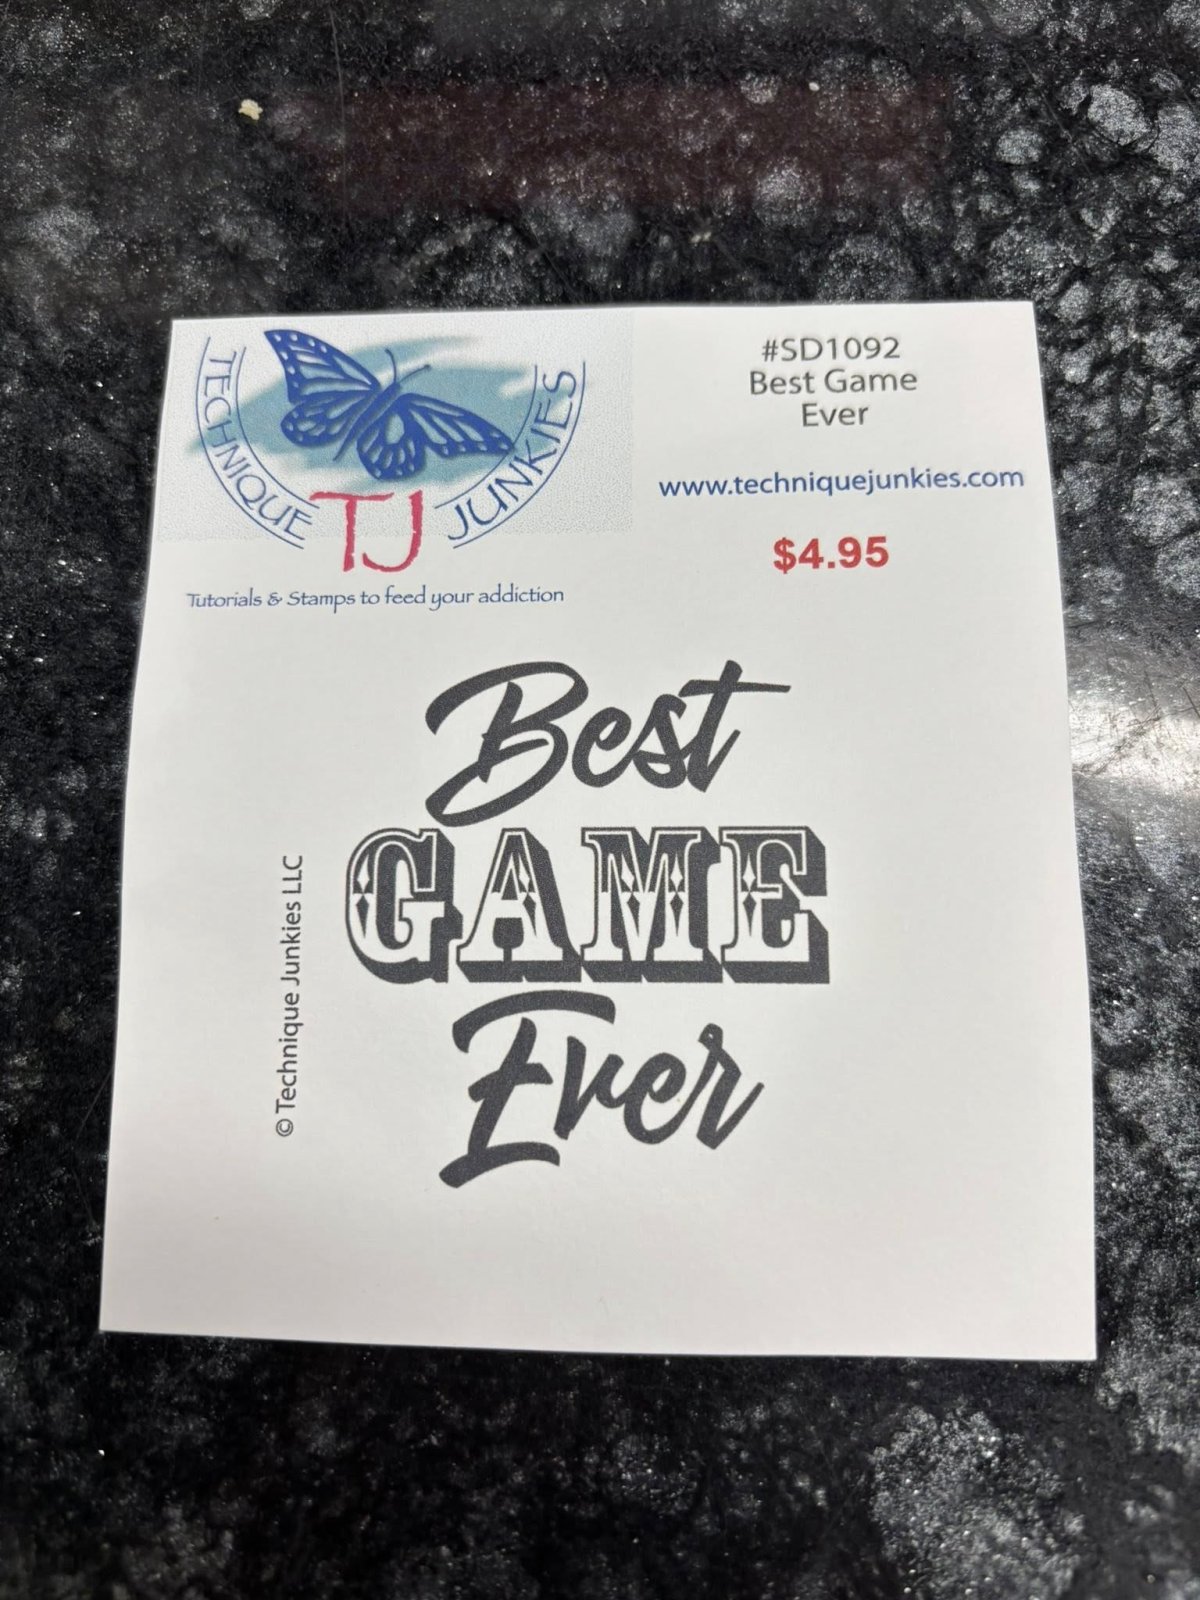 TECHNIQUE JUNKIES
TJ
Tutorials & Stamps to feed your addiction
#SD1092
Best Game
Ever
www.techniquejunkies.com
$4.95
Best
GAME
Ever
© Technique Junkies LLC